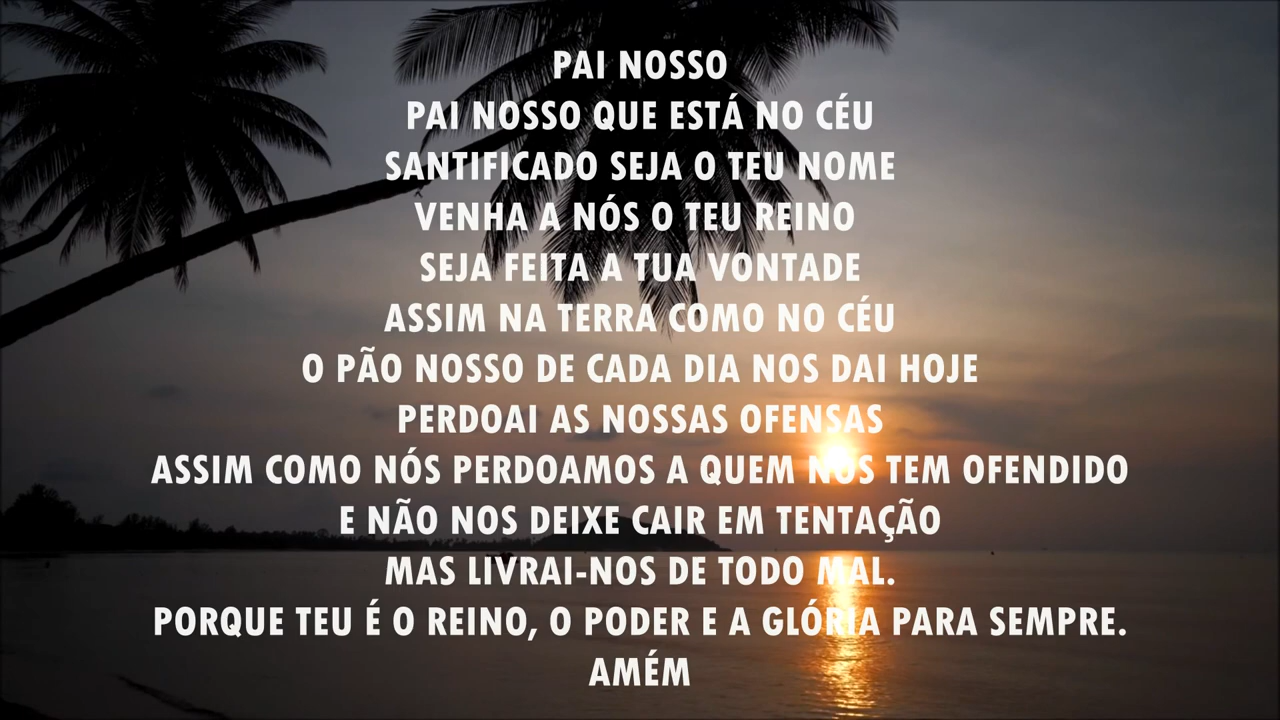 PAI NOSSO
PAI NOSSO QUE ESTÁ NO CÉU
SANTIFICADO SEJA O TEU NOME
VENHA A NÓS O TEU REINO
SEJA FEITA A TUA VONTADE
ASSIM NA TERRA COMO NO CÉU
O PÃO NOSSO DE CADA DIA NOS DAI HOJE
PERDOAI AS NOSSAS OFENSAS
ASSIM COMO NÓS PERDOAMOS A QUEM NOS TEM OFENDIDO
E NÃO NOS DEIXE CAIR EM TENTAÇÃO
MAS LIVRAI-NOS DE TODO MAL.
PORQUE TEU É O REINO, O PODER E A GLÓRIA PARA SEMPRE.
AMÉM